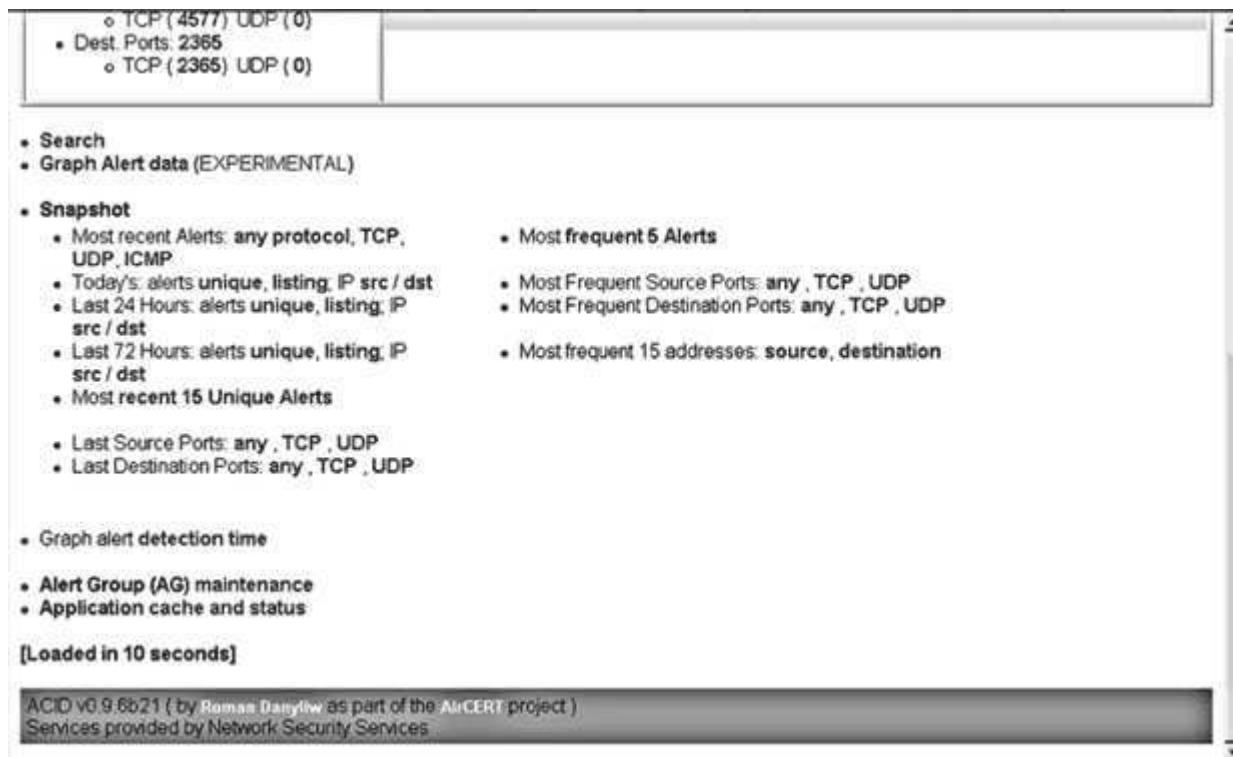 TCP ( 4577) UDP ( 0)
Dest. Ports: 2365
TCP ( 2365) UDP ( 0)
Search
Graph Alert data (EXPERIMENTAL)
Snapshot
Most recent Alerts: any protocol, TCP,
UDP, ICMP
Today's: alerts unique, listing; IP src / dst
Last 24 Hours: alerts unique, listing; IP
src / dst
Last 72 Hours: alerts unique, listing; IP
src / dst
Most recent 15 Unique Alerts
Last Source Ports: any , TCP , UDP
Last Destination Ports: any , TCP , UDP
Most frequent 5 Alerts
Most Frequent Source Ports: any , TCP , UDP
Most Frequent Destination Ports: any , TCP , UDP
Most frequent 15 addresses: source, destination
Graph alert detection time
Alert Group (AG) maintenance
Application cache and status
[Loaded in 10 seconds]
ACID v0.9.6b21 ( by Roman Danyliw as part of the AirCERT project )
Services provided by Network Security Services